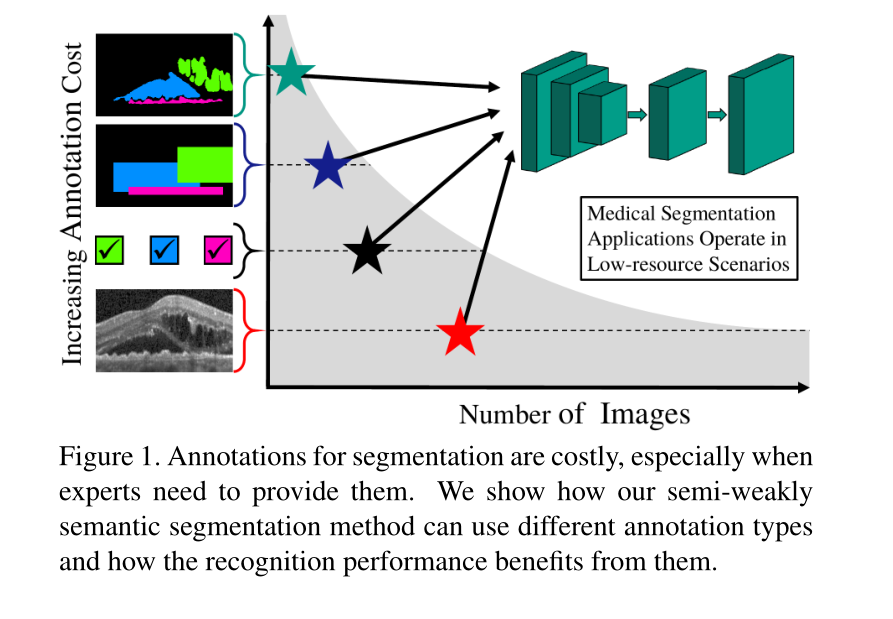 Increasing Annotation Cost
Medical Segmentation
Applications Operate in
Low-resource Scenarios
Number of Images
Figure 1. Annotations for segmentation are costly, especially when
experts need to provide them. We show how our semi-weakly
semantic segmentation method can use different annotation types
and how the recognition performance benefits from them.